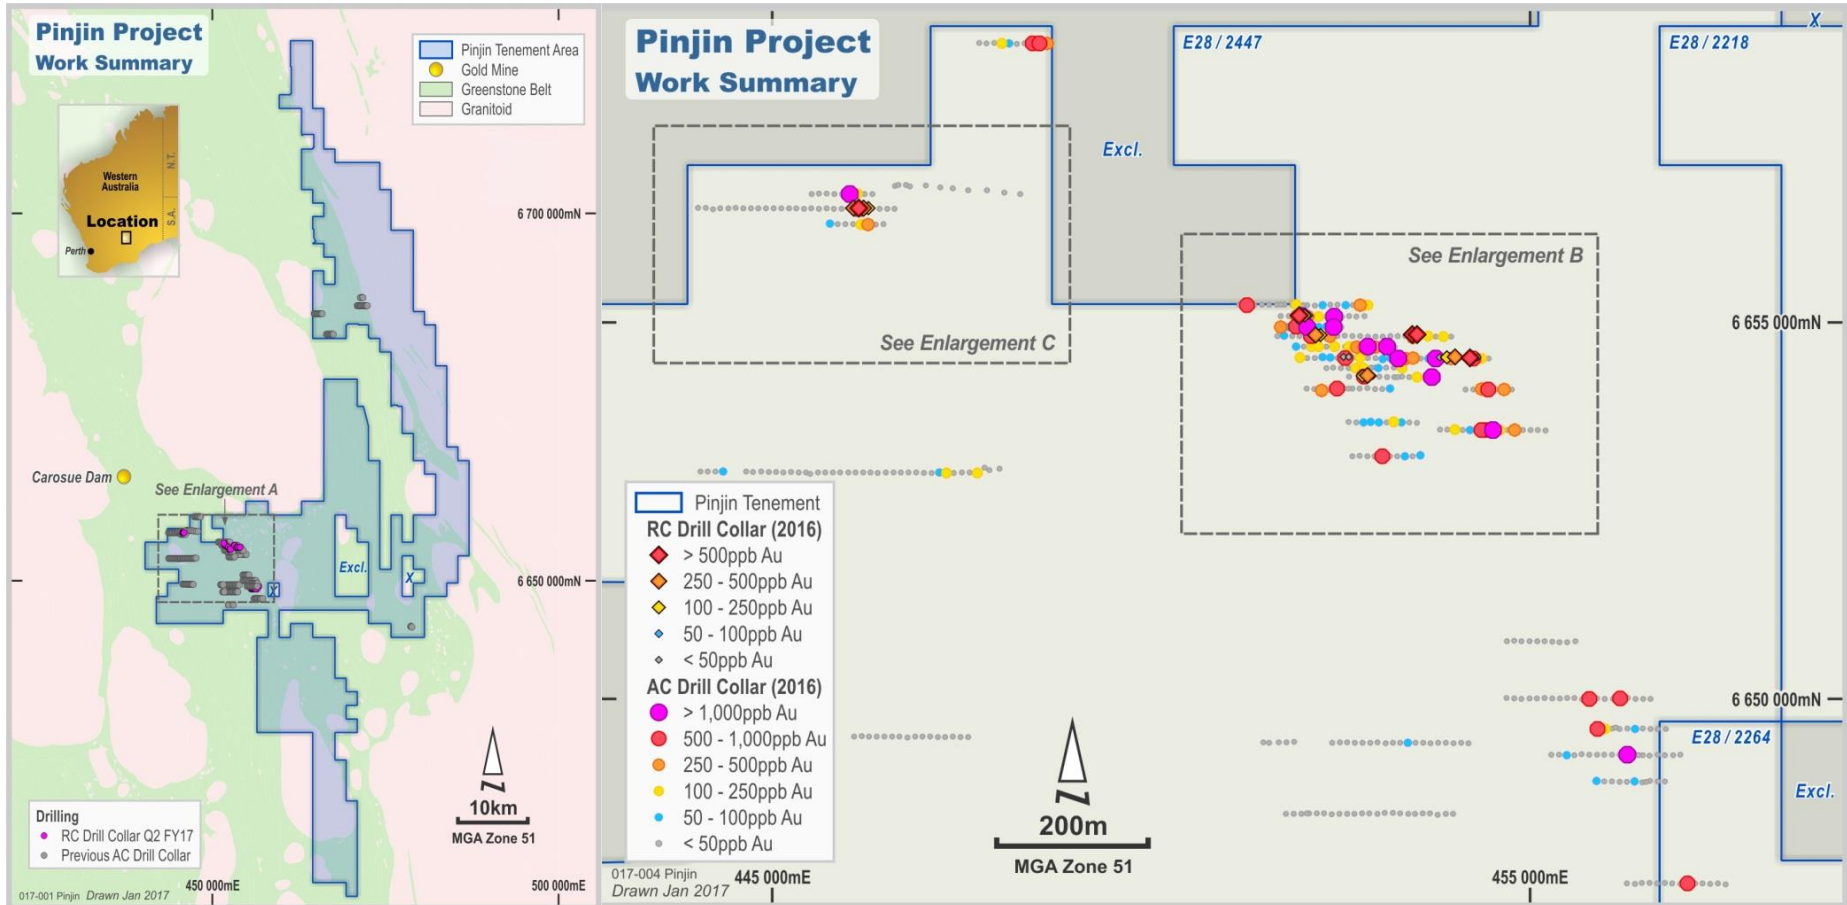 Pinjin Project
Work Summary
Pinjin Tenement Area
Gold Mine
Greenstone Belt
Granitoid
Western
Australia
N.T.
S.A.
Location
Perth
6 700 000mN
Carosue Dam
See Enlargement A
Excl.
X
X
6 650 000mN
Drilling
RC Drill Collar Q2 FY17
Previous AC Drill Collar
N
10km
MGA Zone 51
017-001 Pinjin Drawn Jan 2017
450 000mE
500 000mE
Pinjin Project
Work Summary
E28 / 2447
E28 / 2218
X
Excl.
See Enlargement B
See Enlargement C
6 655 000mN
Pinjin Tenement
RC Drill Collar (2016)
> 500ppb Au
250 - 500ppb Au
100 - 250ppb Au
50 - 100ppb Au
< 50ppb Au
AC Drill Collar (2016)
> 1,000ppb Au
500 - 1,000ppb Au
250 - 500ppb Au
100 - 250ppb Au
50 - 100ppb Au
< 50ppb Au
6 650 000mN
E28 / 2264
Excl.
N
200m
MGA Zone 51
017-004 Pinjin
Drawn Jan 2017
445 000mE
455 000mE